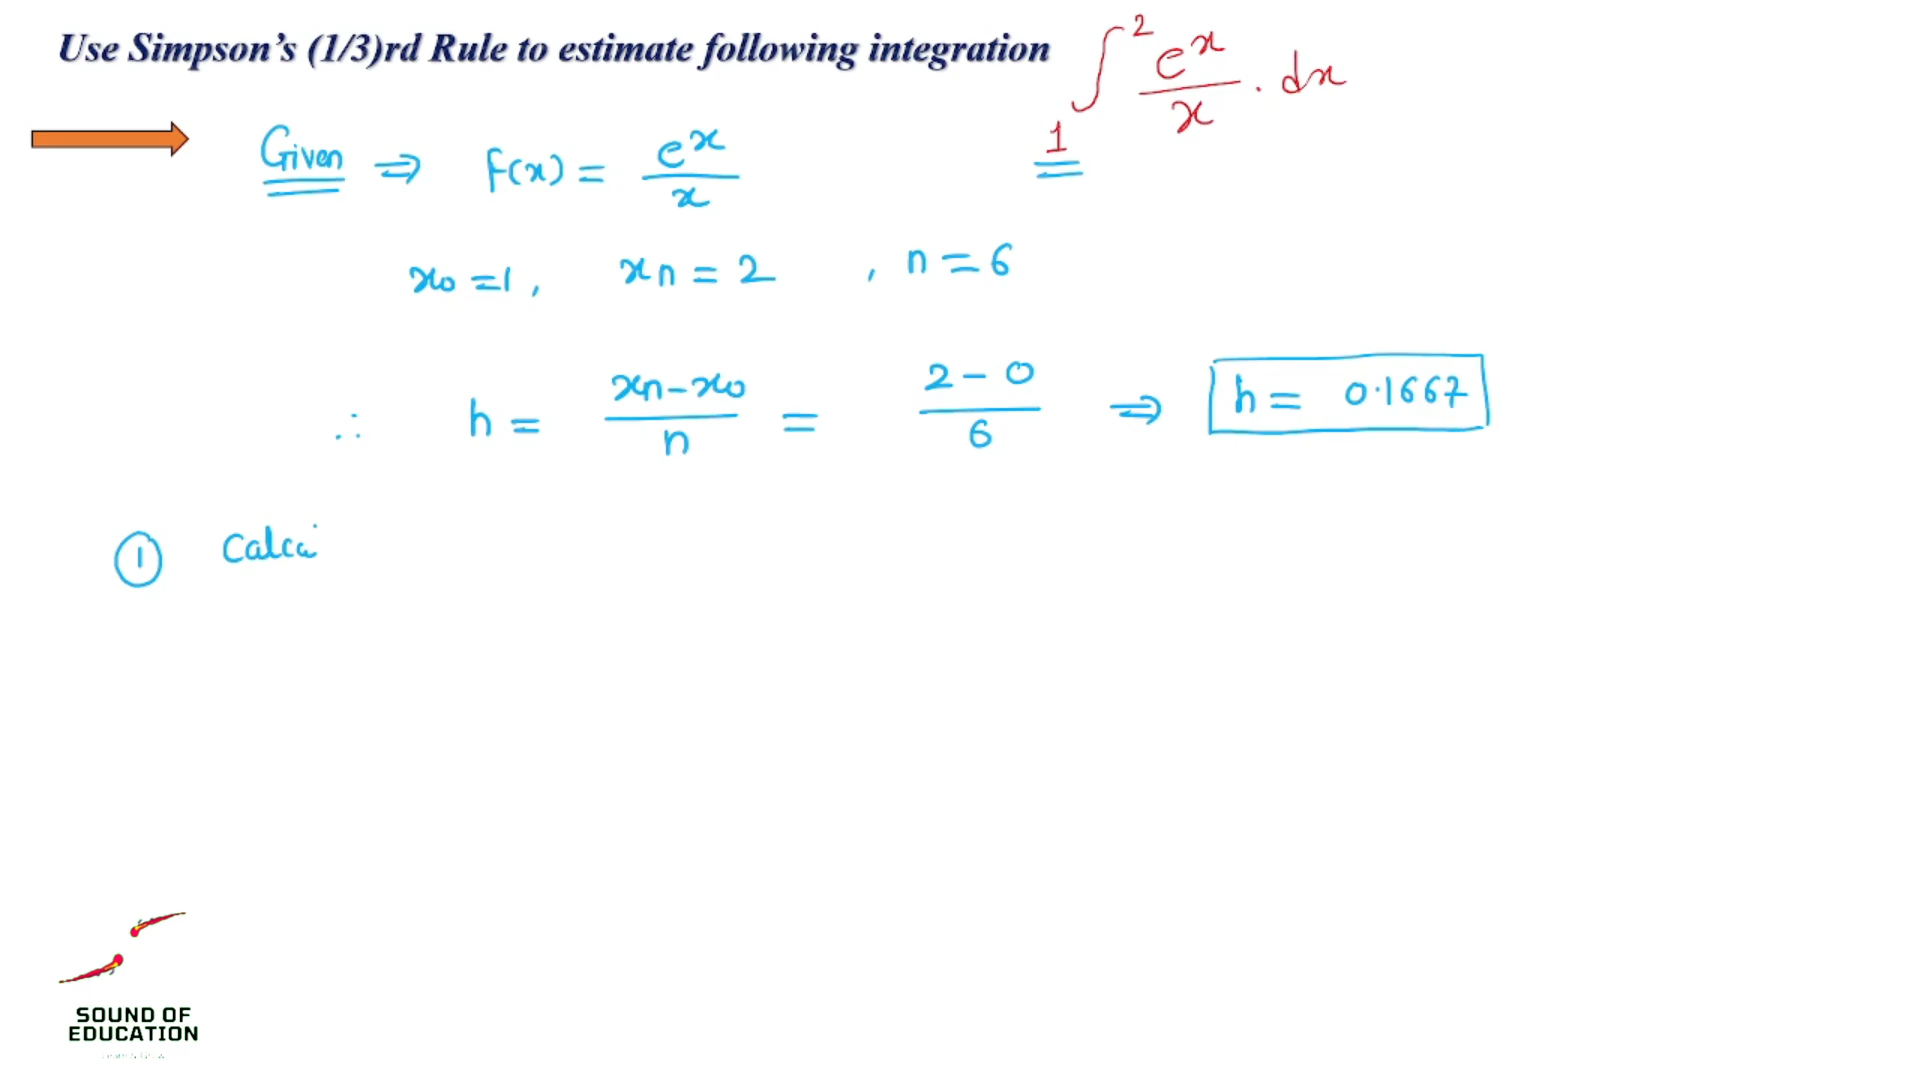 Use Simpson’s (1/3)rd Rule to estimate following integration ∫₁² eˣ/x . dx
Given ⇒ F(x) = eˣ/x
x₀ = 1, xn = 2 , n = 6
∴ h = (xn - x₀)/n = (2 - 0)/6 ⇒ h = 0.1667
① Calcu
SOUND OF
EDUCATION